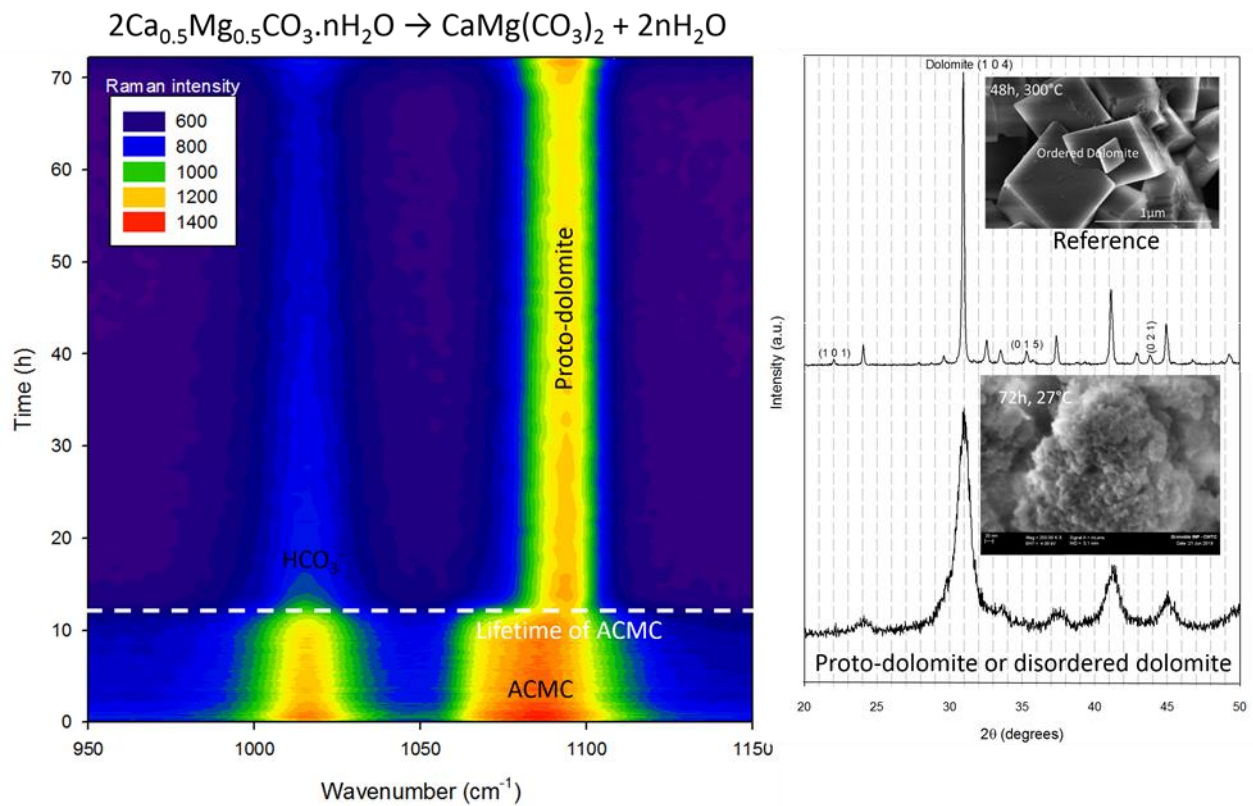 2Ca0.5Mg0.5CO3.nH2O → CaMg(CO3)2 + 2nH2O
Raman intensity
600
800
1000
1200
1400
Time (h)
70
60
50
40
30
20
10
0
Proto-dolomite
HCO3
Lifetime of ACMC
ACMC
950
1000
1050
1100
1150
Wavenumber (cm-1)
Intensity (a.u.)
Dolomite (1 0 4)
48h, 300°C
Ordered Dolomite
1µm
Reference
(1 0 1)
(0 1 5)
(0 2 1)
72h, 27°C
20 nm
Proto-dolomite or disordered dolomite
20
25
30
35
40
45
50
2θ (degrees)